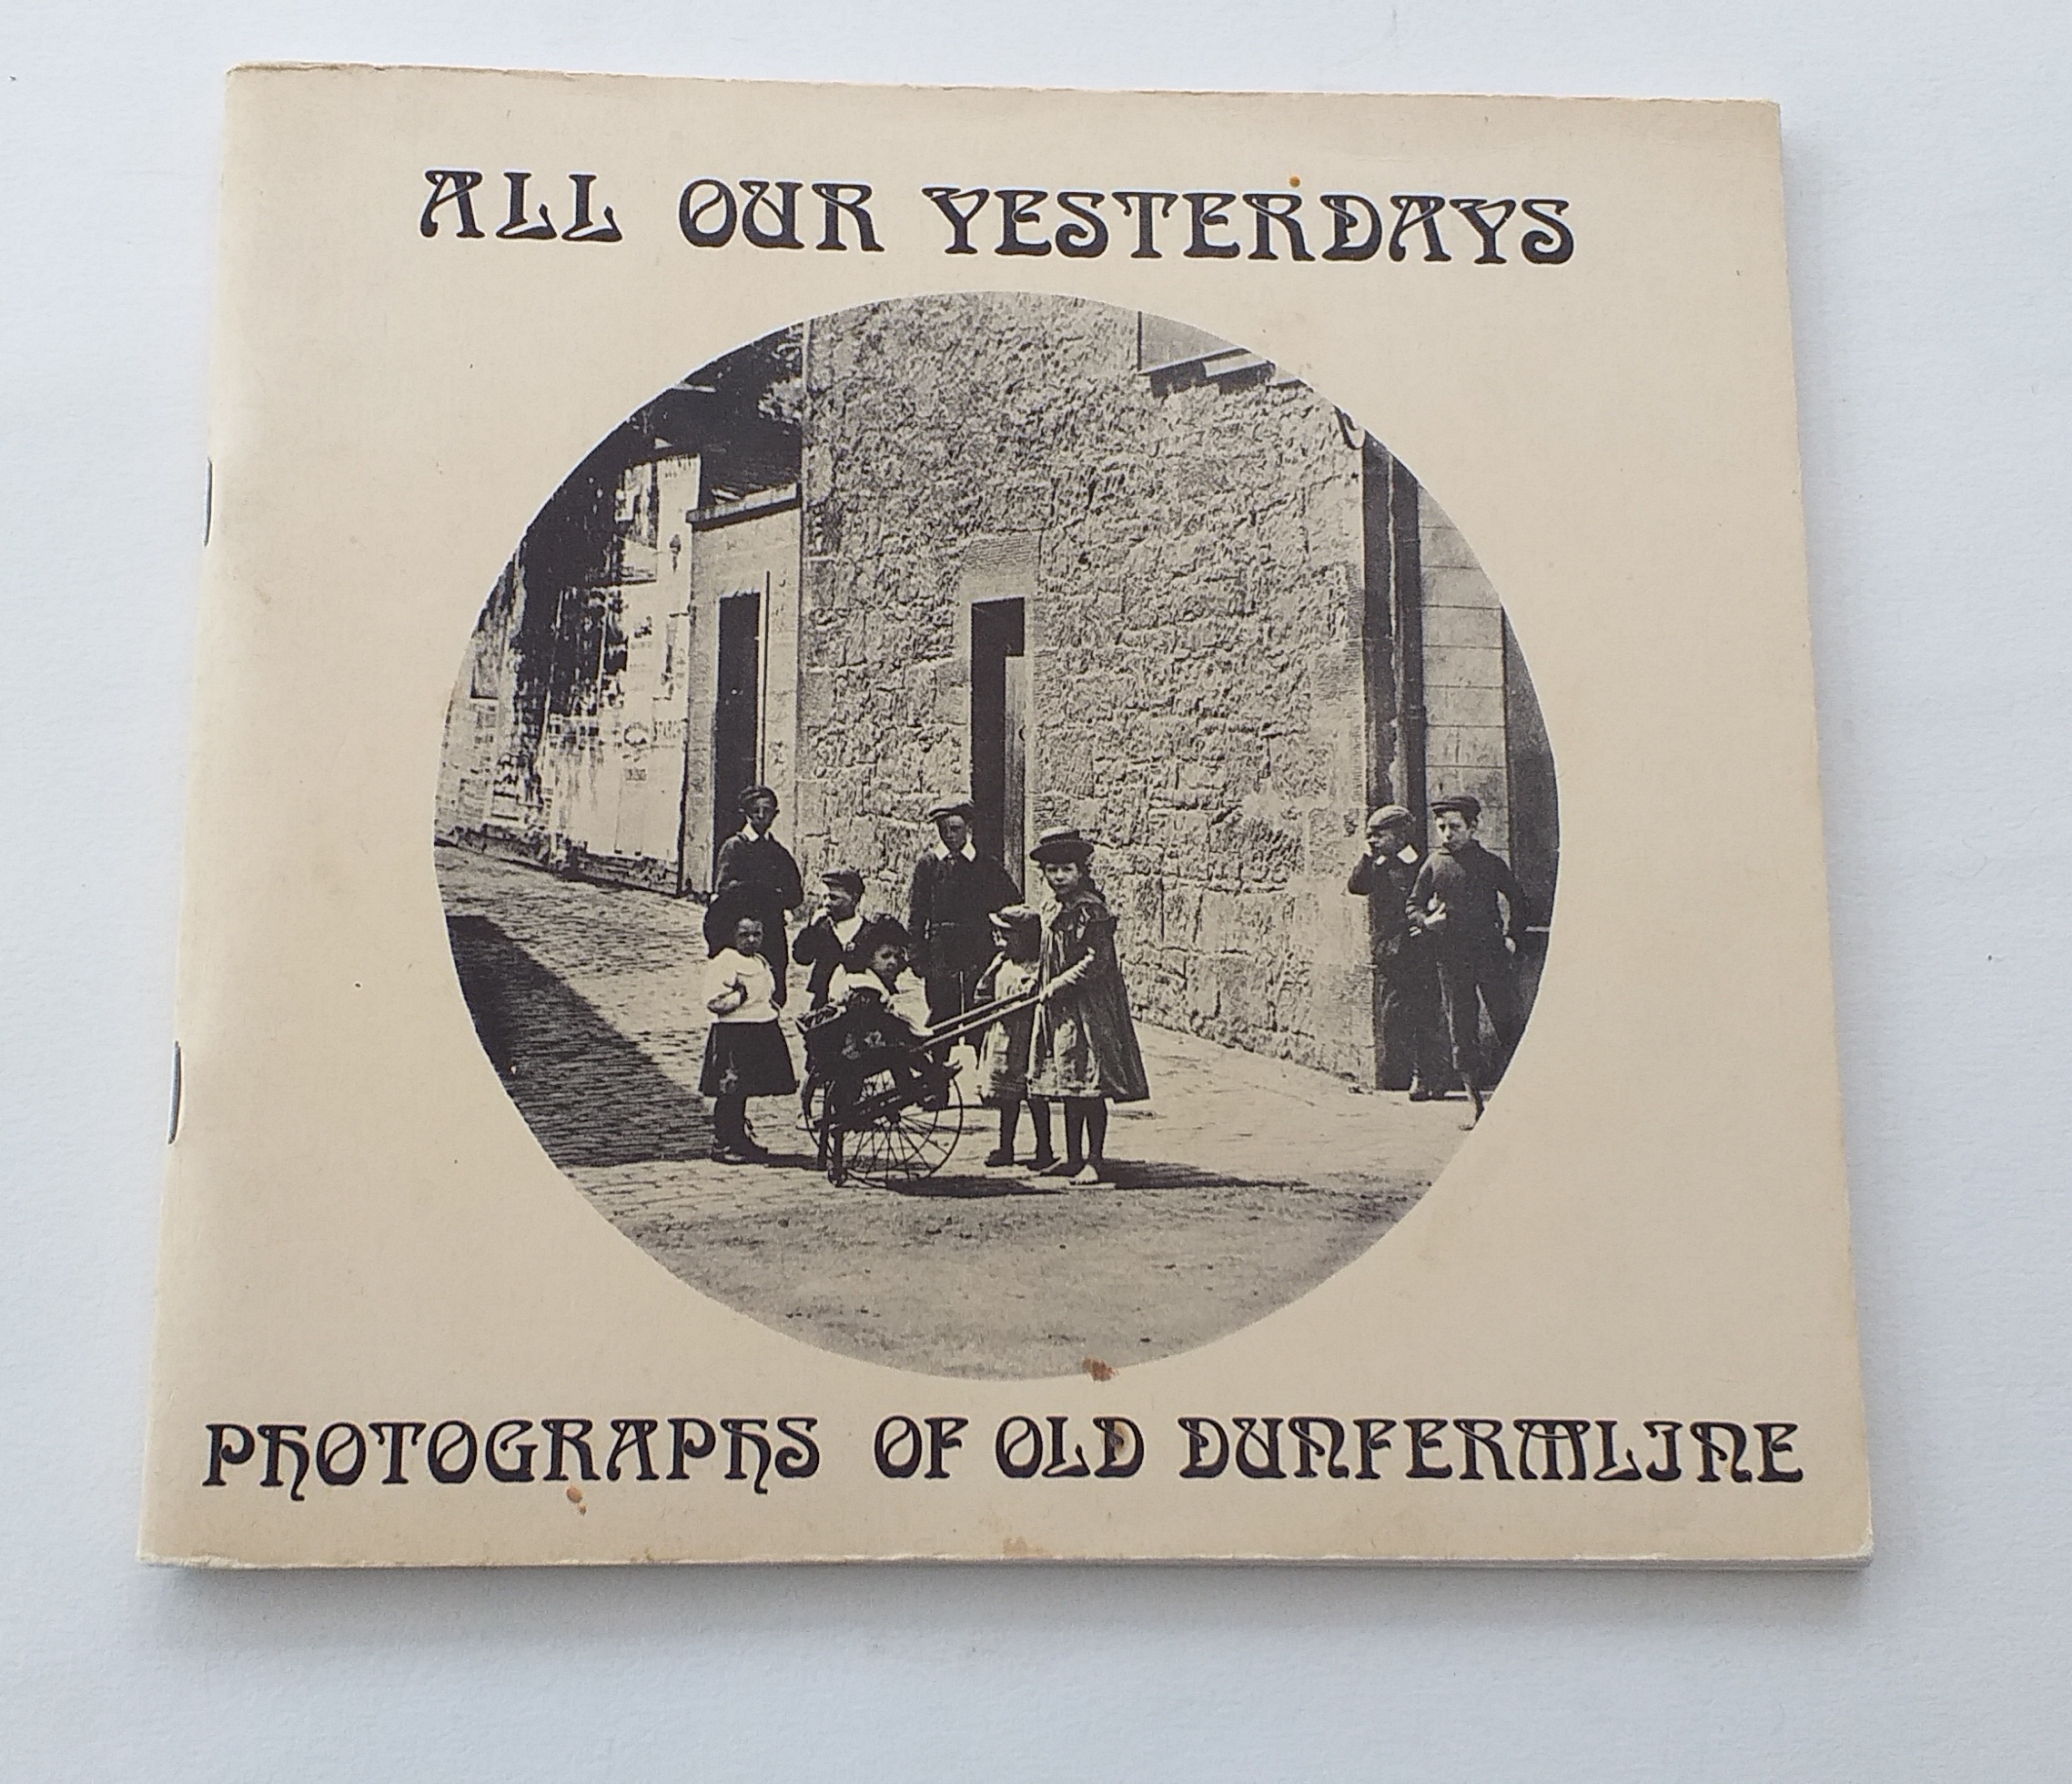 ALL OUR YESTERDAYS
PHOTOGRAPHS OF OLD DUNFERMLINE